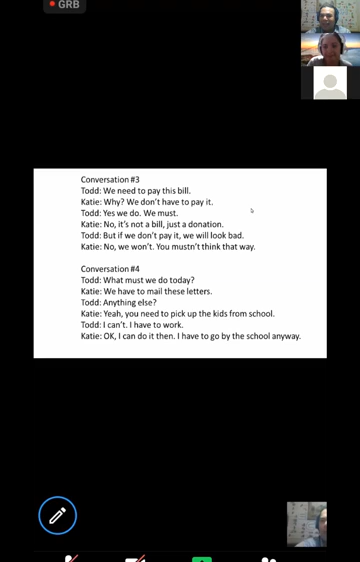 GRB
Conversation #3
Todd: We need to pay this bill.
Katie: Why? We don't have to pay it.
Todd: Yes we do. We must.
Katie: No, it's not a bill, just a donation.
Todd: But if we don't pay it, we will look bad.
Katie: No, we won't. You mustn't think that way.
Conversation #4
Todd: What must we do today?
Katie: We have to mail these letters.
Todd: Anything else?
Katie: Yeah, you need to pick up the kids from school.
Todd: I can't. I have to work.
Katie: OK, I can do it then. I have to go by the school anyway.